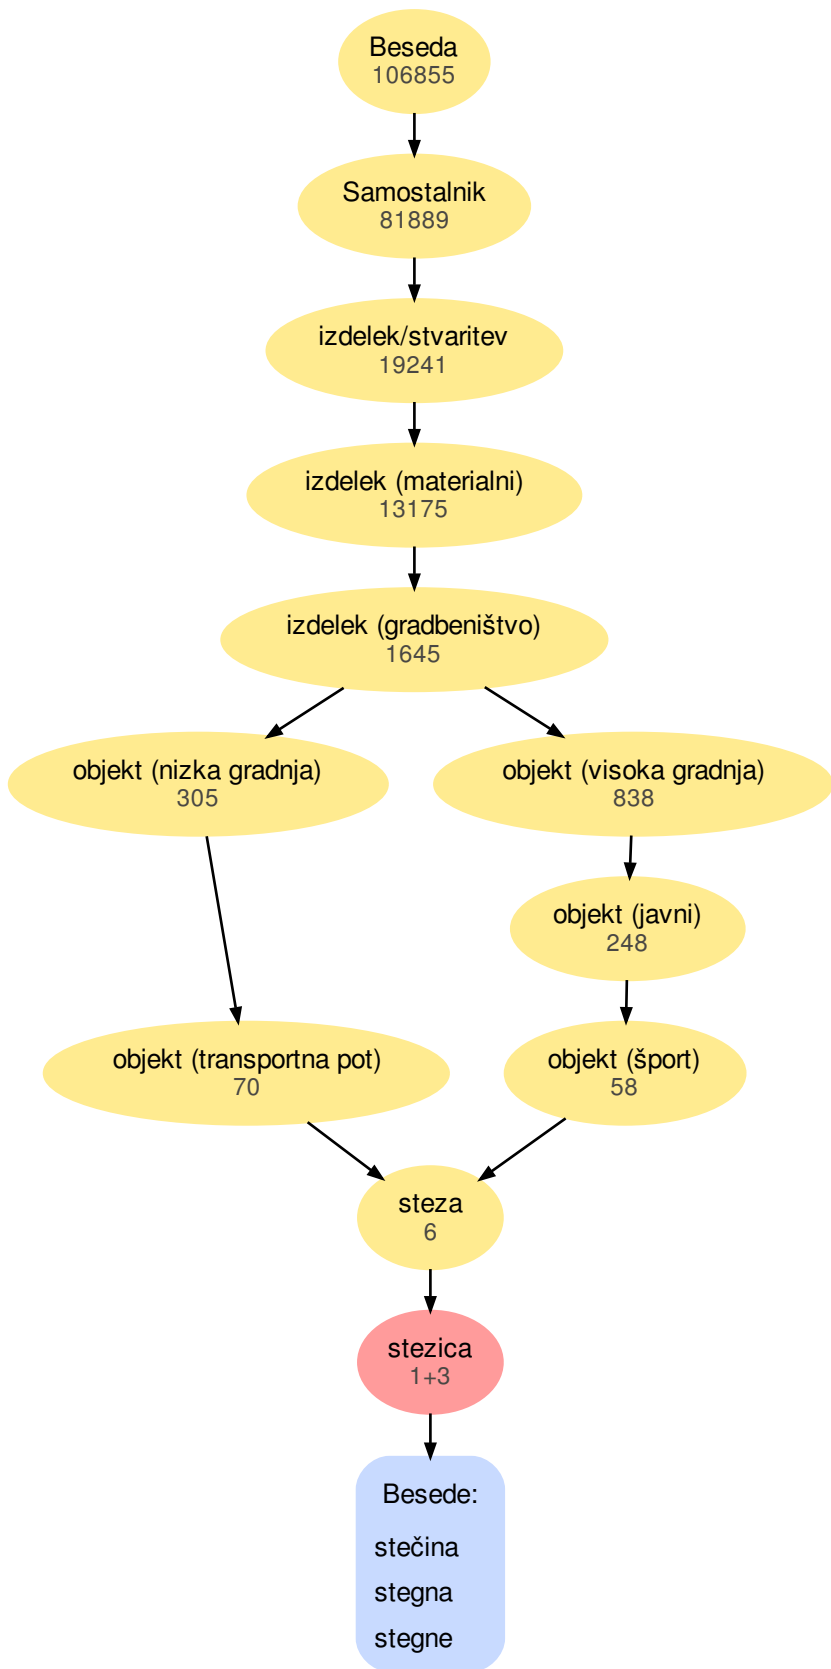 Beseda
106855
Samostalnik
81889
izdelek/stvaritev
19241
izdelek (materialni)
13175
izdelek (gradbeništvo)
1645
objekt (nizka gradnja)
305
objekt (visoka gradnja)
838
objekt (javni)
248
objekt (transportna pot)
70
objekt (šport)
58
steza
6
stezica
1+3
Besede:
stečina
stegna
stegne